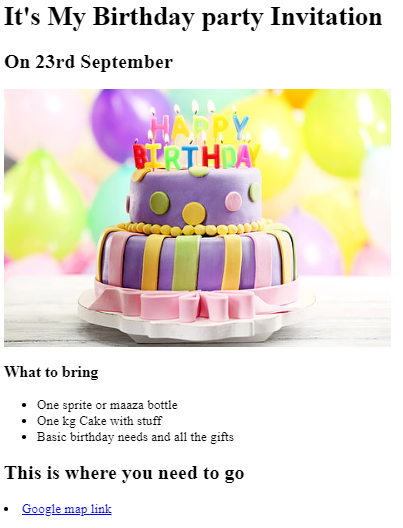 It's My Birthday party Invitation
On 23rd September
HAPPY
BIRTHDAY
What to bring
One sprite or maaza bottle
One kg Cake with stuff
Basic birthday needs and all the gifts
This is where you need to go
Google map link